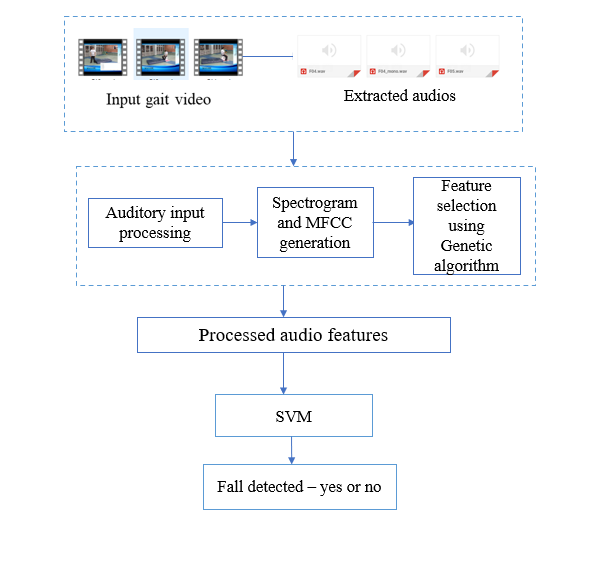 F04.wav
F04_mono.wav
F05.wav
Input gait video
Extracted audios
Auditory input
processing
Spectrogram
and MFCC
generation
Feature
selection
using
Genetic
algorithm
Processed audio features
SVM
Fall detected – yes or no